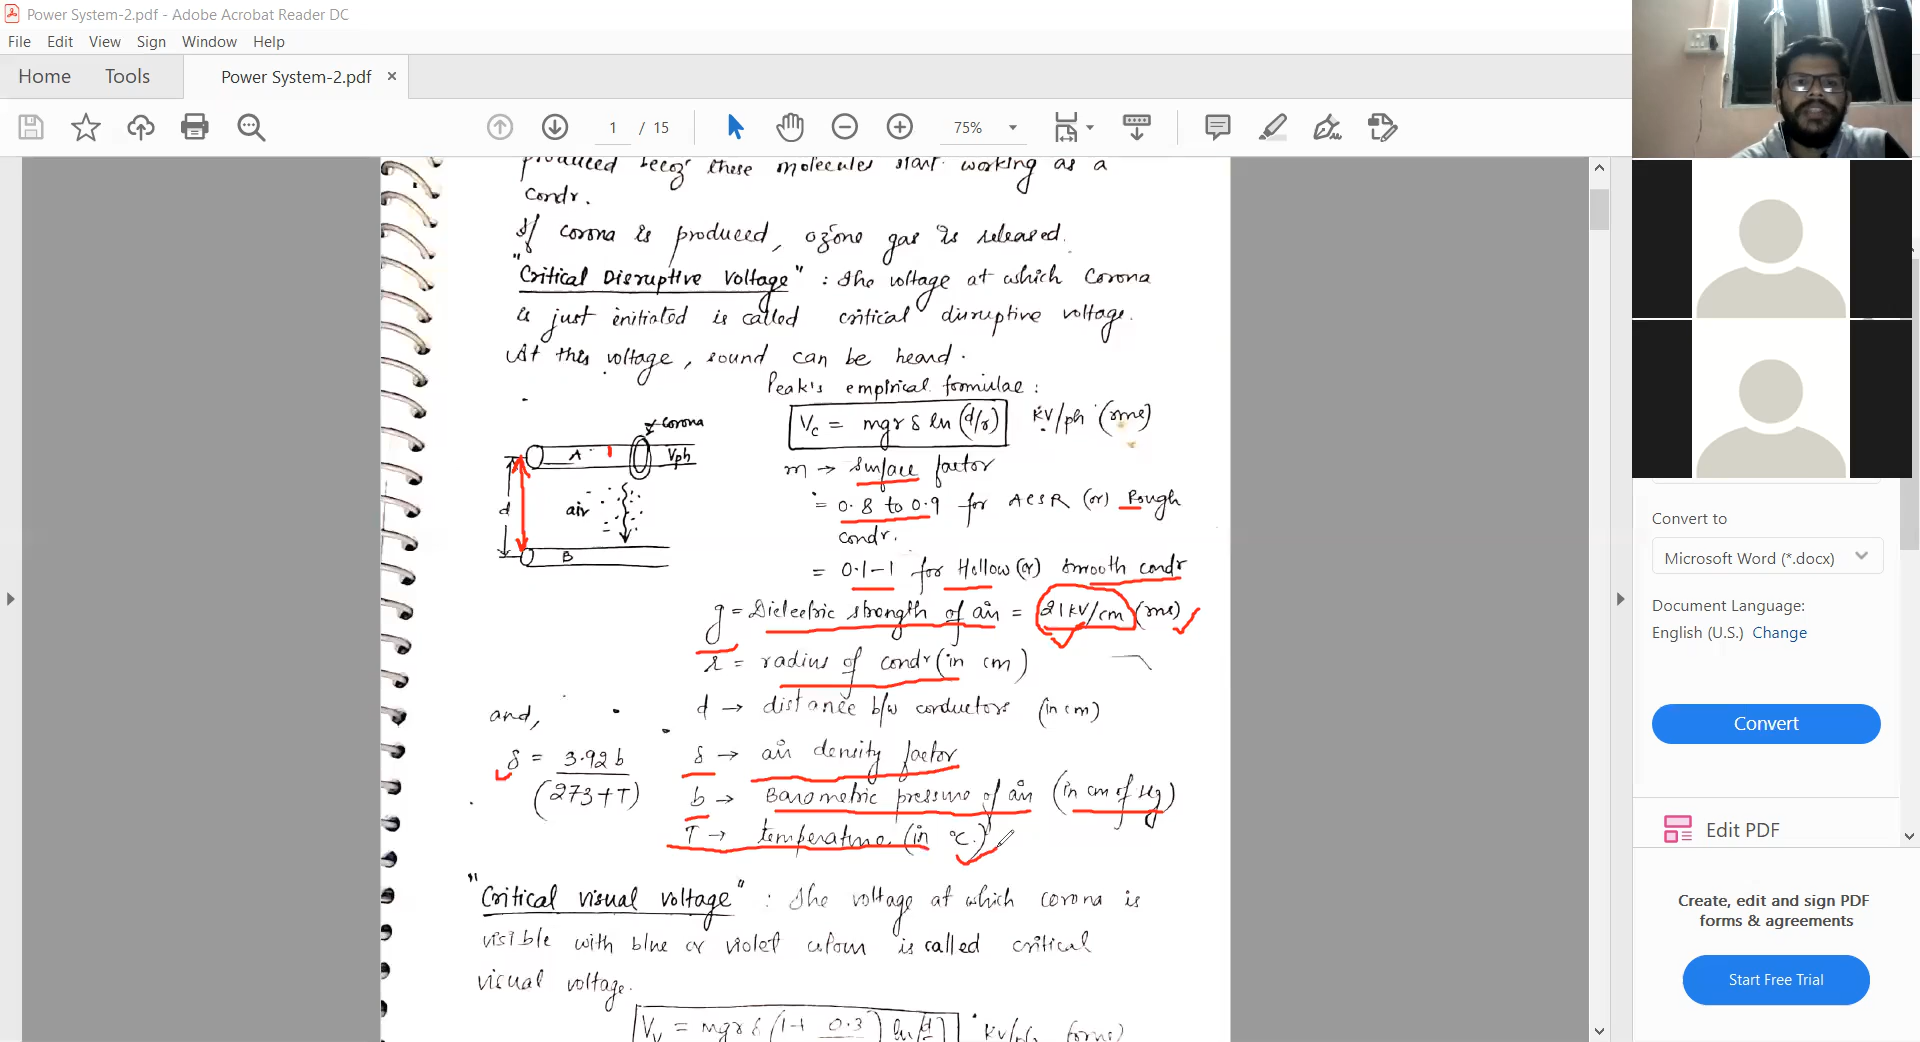 Power System-2.pdf - Adobe Acrobat Reader DC
File Edit View Sign Window Help
Home Tools Power System-2.pdf ×
1 / 15 75%
produced becoz these molecules start working as a
condr.
If corona is produced, ozone gas is released.
"Critical Disruptive Voltage" : The voltage at which Corona
is just initiated is called critical disruptive voltage.
At this voltage, sound can be heard.
Peak's empirical formulae :
Vc = mgr δ ln (d/r) kV/ph (rms)
corona
A Vph
d air
B
m → surface factor
= 0.8 to 0.9 for ACSR (or) Rough
condr.
= 0.1-1 for Hollow (or) smooth condr
g = Dielectric strength of air = 21kV/cm (rms)
r = radius of condr (in cm)
d → distance b/w conductors (in cm)
and,
δ = 3.92 b / (273+T)
δ → air density factor
b → Barometric pressure of air (in cm of Hg)
T → temperature (in °C.)
"Critical visual voltage" : The voltage at which corona is
visible with blue or violet colour is called critical
visual voltage.
Vv = mgr δ (1+ 0.3
Convert to
Microsoft Word (*.docx)
Document Language:
English (U.S.) Change
Convert
Edit PDF
Create, edit and sign PDF
forms & agreements
Start Free Trial